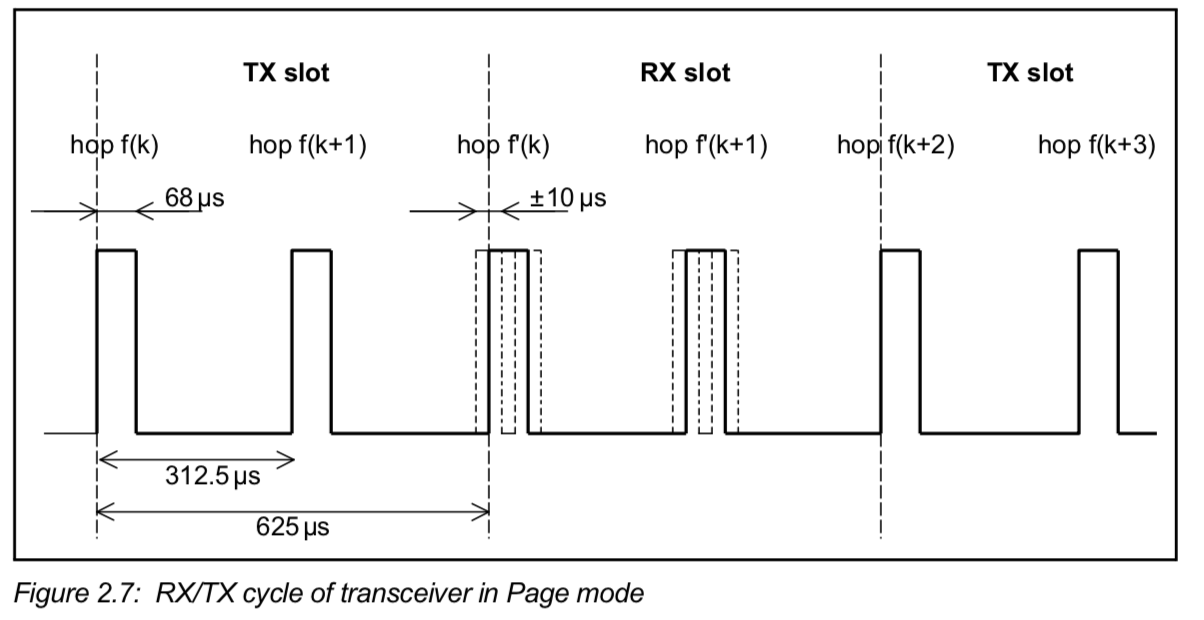 TX slot RX slot TX slot
hop f(k) hop f(k+1) hop f'(k) hop f'(k+1) hop f(k+2) hop f(k+3)
68 µs ±10 µs
312.5 µs
625 µs
Figure 2.7: RX/TX cycle of transceiver in Page mode